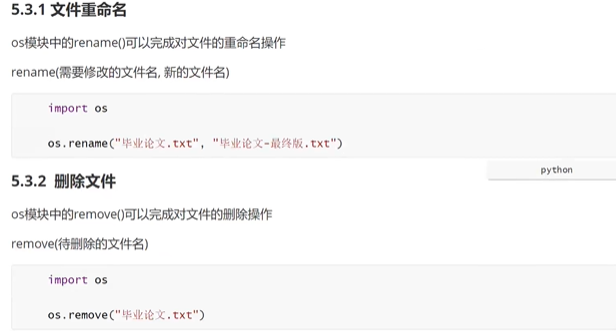 5.3.1 文件重命名
os模块中的rename()可以完成对文件的重命名操作
rename(需要修改的文件名, 新的文件名)
import os
os.rename("毕业论文.txt", "毕业论文-最终版.txt")
python
5.3.2 删除文件
os模块中的remove()可以完成对文件的删除操作
remove(待删除的文件名)
import os
os.remove("毕业论文.txt")